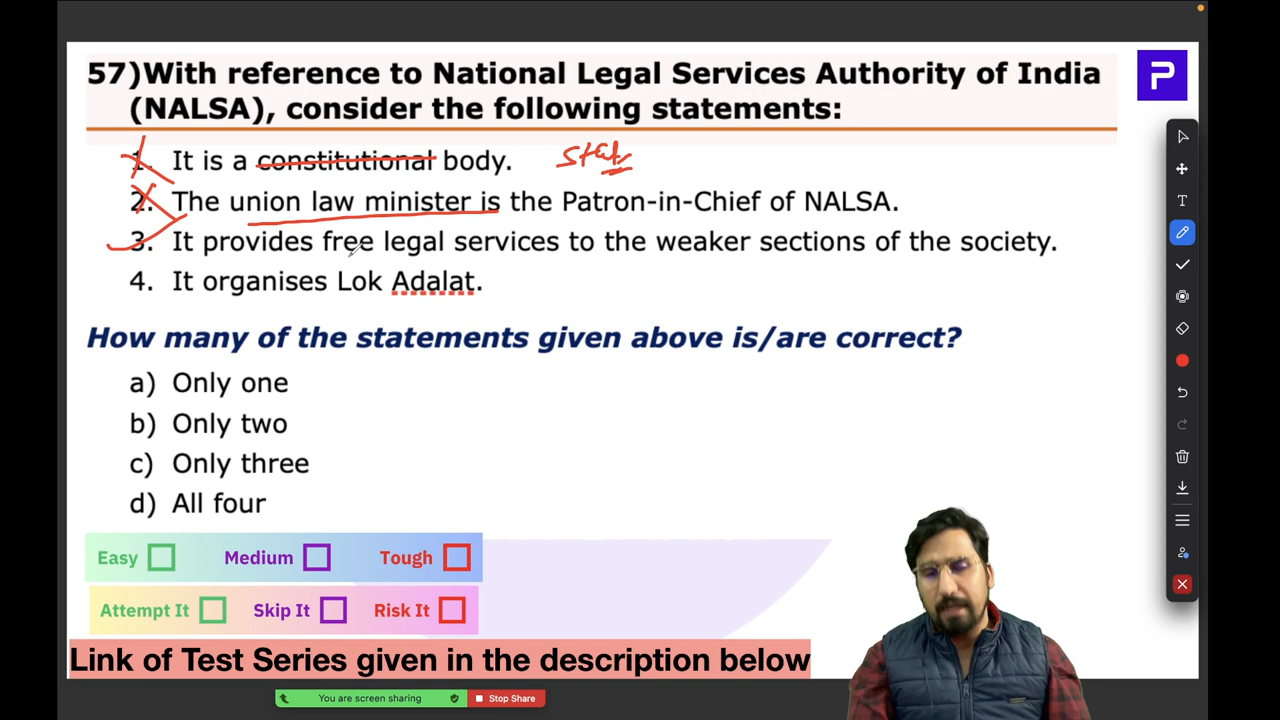 57)With reference to National Legal Services Authority of India
(NALSA), consider the following statements:
1. It is a constitutional body.
2. The union law minister is the Patron-in-Chief of NALSA.
3. It provides free legal services to the weaker sections of the society.
4. It organises Lok Adalat.
How many of the statements given above is/are correct?
a) Only one
b) Only two
c) Only three
d) All four
Easy Medium Tough
Attempt It Skip It Risk It
Link of Test Series given in the description below
You are screen sharing Stop Share